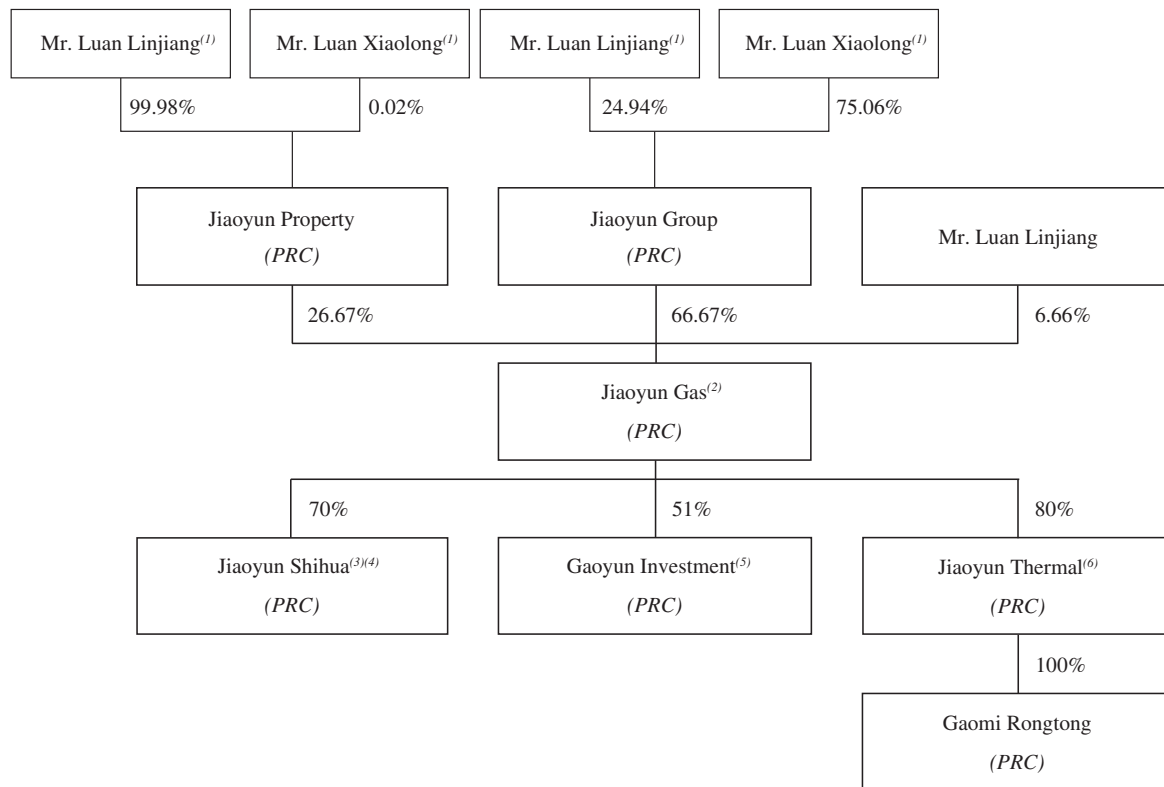 Mr. Luan Linjiang(1)
Mr. Luan Xiaolong(1)
Mr. Luan Linjiang(1)
Mr. Luan Xiaolong(1)
99.98%
0.02%
24.94%
75.06%
Jiaoyun Property
(PRC)
Jiaoyun Group
(PRC)
Mr. Luan Linjiang
26.67%
66.67%
6.66%
Jiaoyun Gas(2)
(PRC)
70%
51%
80%
Jiaoyun Shihua(3)(4)
(PRC)
Gaoyun Investment(5)
(PRC)
Jiaoyun Thermal(6)
(PRC)
100%
Gaomi Rongtong
(PRC)